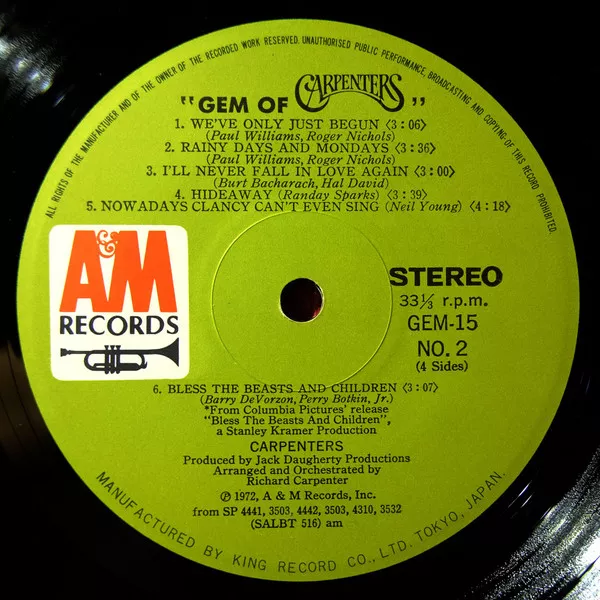 ALL RIGHTS OF THE MANUFACTURER AND OF THE OWNER OF THE RECORDED WORK RESERVED. UNAUTHORISED PUBLIC PERFORMANCE, BROADCASTING AND COPYING OF THIS RECORD PROHIBITED.
"GEM OF CARPENTERS"
1. WE'VE ONLY JUST BEGUN 〈3:06〉
(Paul Williams, Roger Nichols)
2. RAINY DAYS AND MONDAYS 〈3:36〉
(Paul Williams, Roger Nichols)
3. I'LL NEVER FALL IN LOVE AGAIN 〈3:00〉
(Burt Bacharach, Hal David)
4. HIDEAWAY (Randay Sparks) 〈3:39〉
5. NOWADAYS CLANCY CAN'T EVEN SING (Neil Young) 〈4:18〉
A&M
RECORDS
STEREO
33⅓ r.p.m.
GEM-15
NO. 2
(4 Sides)
6. BLESS THE BEASTS AND CHILDREN 〈3:07〉
(Barry DeVorzon, Perry Botkin, Jr.)
*From Columbia Pictures' release
"Bless The Beasts And Children",
a Stanley Kramer Production
CARPENTERS
Produced by Jack Daugherty Productions
Arranged and Orchestrated by
Richard Carpenter
℗ 1972, A & M Records, Inc.
from SP 4441, 3503, 4442, 3503, 4310, 3532
(SALBT 516) am
MANUFACTURED BY KING RECORD CO., LTD. TOKYO, JAPAN.